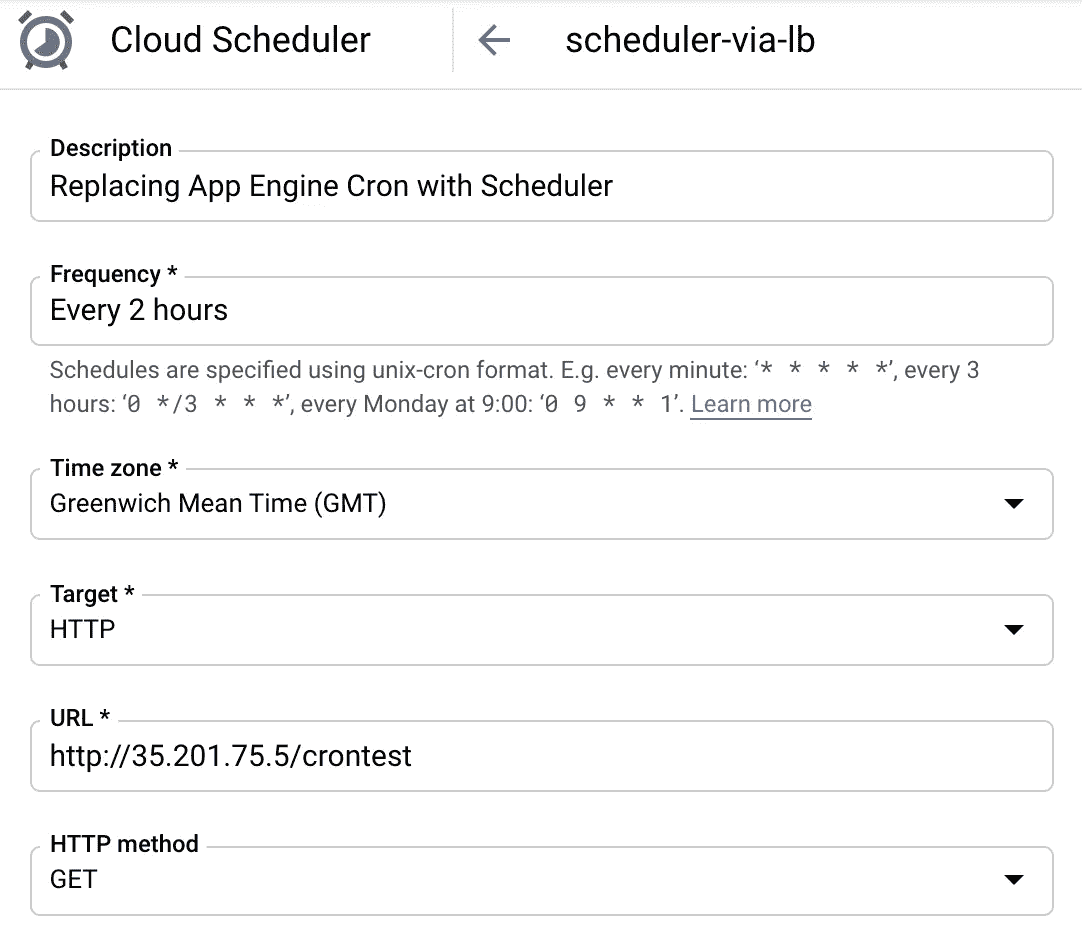 Cloud Scheduler
scheduler-via-lb
Description
Replacing App Engine Cron with Scheduler
Frequency *
Every 2 hours
Schedules are specified using unix-cron format. E.g. every minute: ‘* * * * *’, every 3
hours: ‘0 */3 * * *’, every Monday at 9:00: ‘0 9 * * 1’. Learn more
Time zone *
Greenwich Mean Time (GMT)
Target *
HTTP
URL *
http://35.201.75.5/crontest
HTTP method
GET